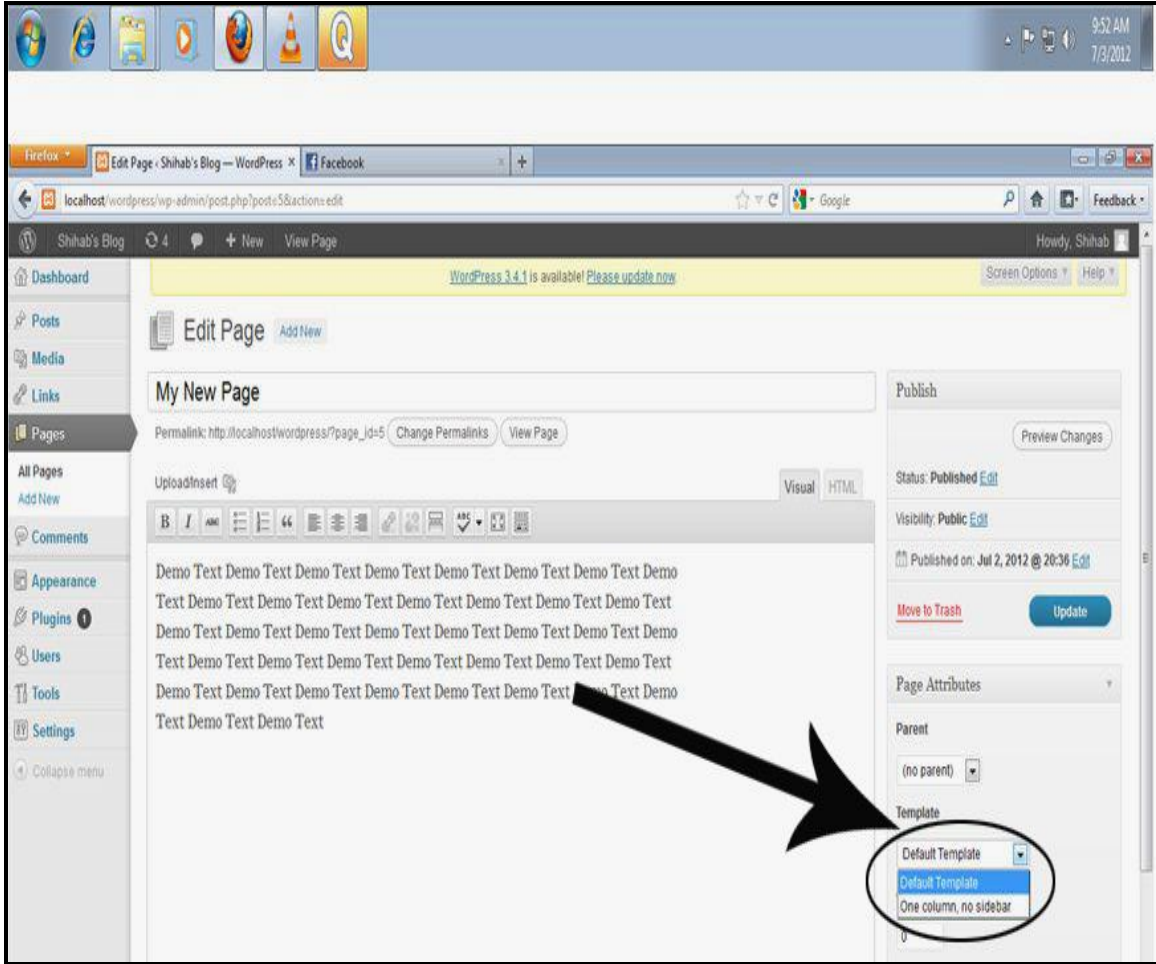 9:52 AM
7/3/2012
Firefox
Edit Page ‹ Shihab's Blog — WordPress
Facebook
localhost/wordpress/wp-admin/post.php?post=5&action=edit
Google
Feedback
Shihab's Blog
4
+ New
View Page
Howdy, Shihab
WordPress 3.4.1 is available! Please update now.
Screen Options
Help
Dashboard
Posts
Media
Links
Pages
All Pages
Add New
Comments
Appearance
Plugins 1
Users
Tools
Settings
Collapse menu
Edit Page
Add New
My New Page
Permalink: http://localhost/wordpress/?page_id=5
Change Permalinks
View Page
Upload/Insert
Visual
HTML
B I ABC
ABC
Demo Text Demo Text Demo Text Demo Text Demo Text Demo Text Demo Text Demo
Text Demo Text Demo Text Demo Text Demo Text Demo Text Demo Text Demo Text
Demo Text Demo Text Demo Text Demo Text Demo Text Demo Text Demo Text Demo
Text Demo Text Demo Text Demo Text Demo Text Demo Text Demo Text Demo Text
Demo Text Demo Text Demo Text Demo Text Demo Text Demo Text Text Demo
Text Demo Text Demo Text
Publish
Preview Changes
Status: Published Edit
Visibility: Public Edit
Published on: Jul 2, 2012 @ 20:36 Edit
Move to Trash
Update
Page Attributes
Parent
(no parent)
Template
Default Template
Default Template
One column, no sidebar
0